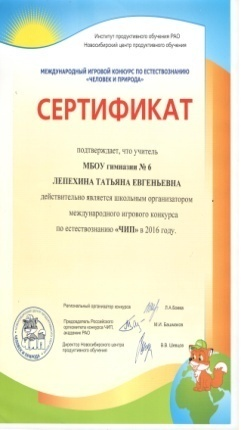 Институт продуктивного обучения РАО
Новосибирский центр продуктивного обучения
МЕЖДУНАРОДНЫЙ ИГРОВОЙ КОНКУРС ПО ЕСТЕСТВОЗНАНИЮ
"ЧЕЛОВЕК И ПРИРОДА"
СЕРТИФИКАТ
подтверждает, что учитель
МБОУ гимназии № 6
ЛЕПЕХИНА ТАТЬЯНА ЕВГЕНЬЕВНА
действительно является школьным организатором
международного игрового конкурса
по естествознанию «ЧИП» в 2016 году.
Региональный организатор конкурса
Председатель Российского
оргкомитета конкурса ЧИП
академик РАО
М.И. Башмаков
Директор Новосибирского центра
продуктивного обучения
ЧИП